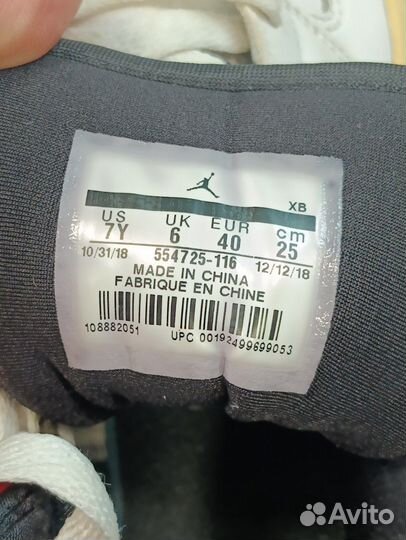 XB
US UK EUR cm
7Y 6 40 25
10/31/18 554725-116 12/12/18
MADE IN CHINA
FABRIQUE EN CHINE
108882051 UPC 00192499699053
Avito